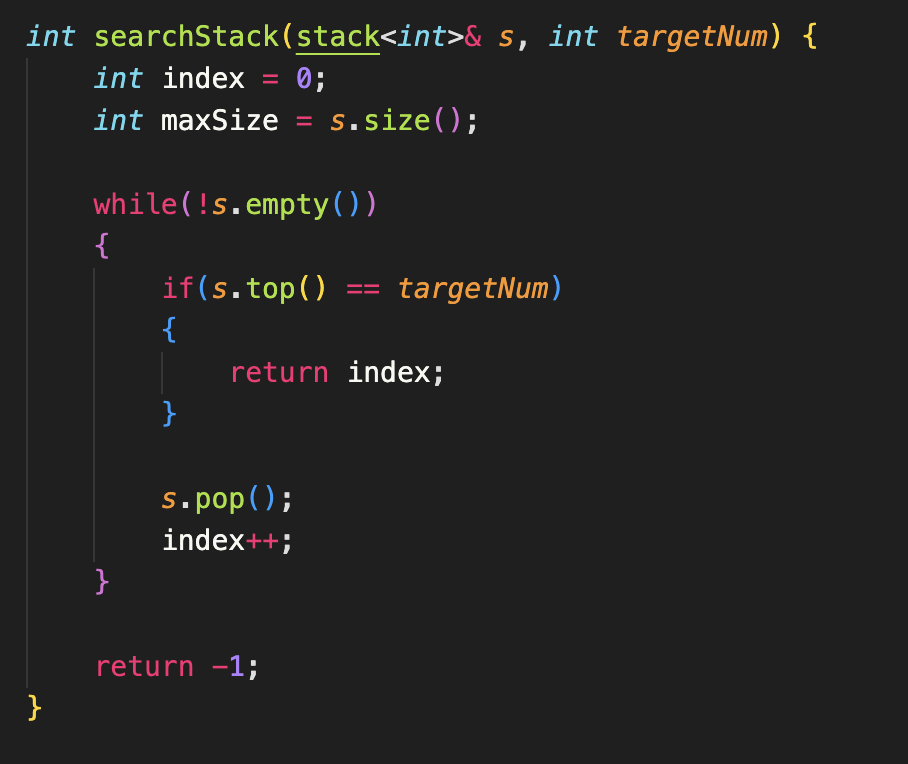 int searchStack(stack<int>& s, int targetNum) {
    int index = 0;
    int maxSize = s.size();
    while(!s.empty())
    {
        if(s.top() == targetNum)
        {
            return index;
        }
        s.pop();
        index++;
    }
    return -1;
}